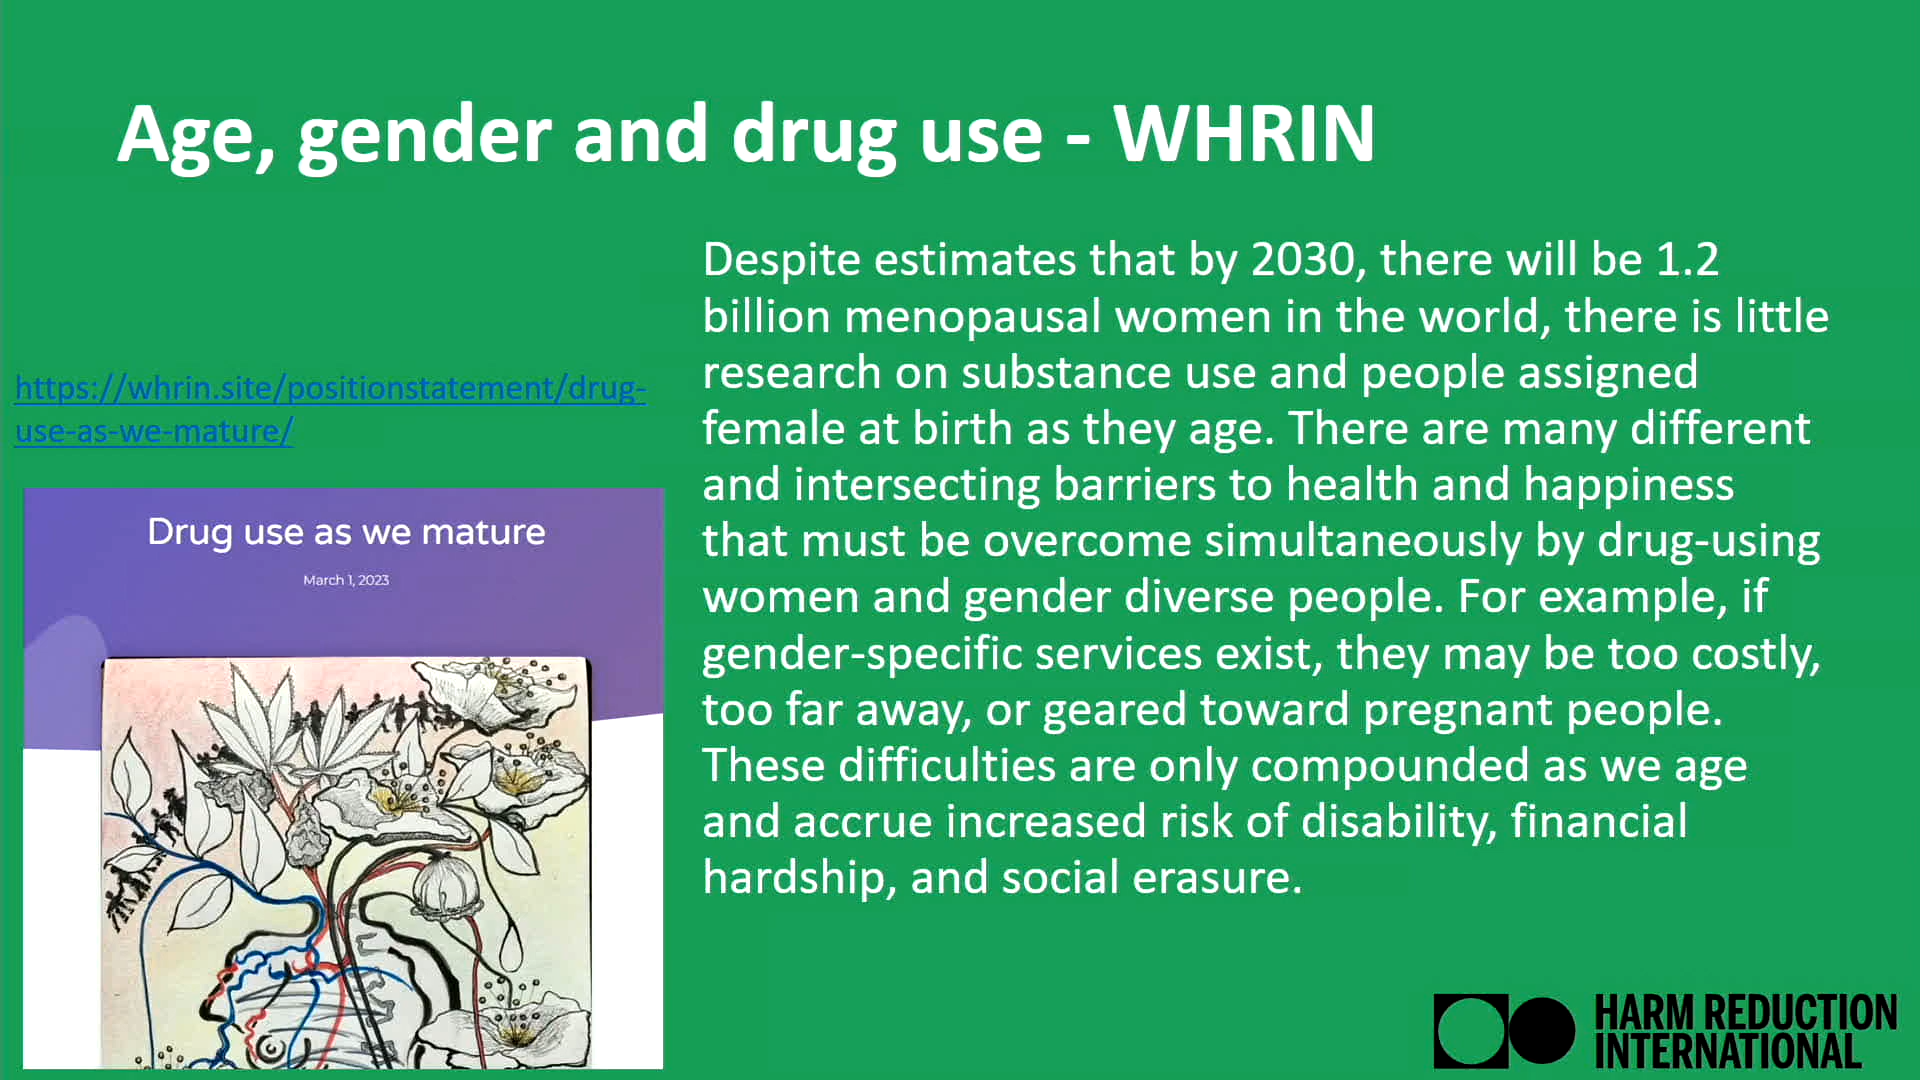 Age, gender and drug use - WHRIN
https://whrin.site/positionstatement/drug-
use-as-we-mature/
Drug use as we mature
March 1, 2023
Despite estimates that by 2030, there will be 1.2
billion menopausal women in the world, there is little
research on substance use and people assigned
female at birth as they age. There are many different
and intersecting barriers to health and happiness
that must be overcome simultaneously by drug-using
women and gender diverse people. For example, if
gender-specific services exist, they may be too costly,
too far away, or geared toward pregnant people.
These difficulties are only compounded as we age
and accrue increased risk of disability, financial
hardship, and social erasure.
HARM REDUCTION
INTERNATIONAL